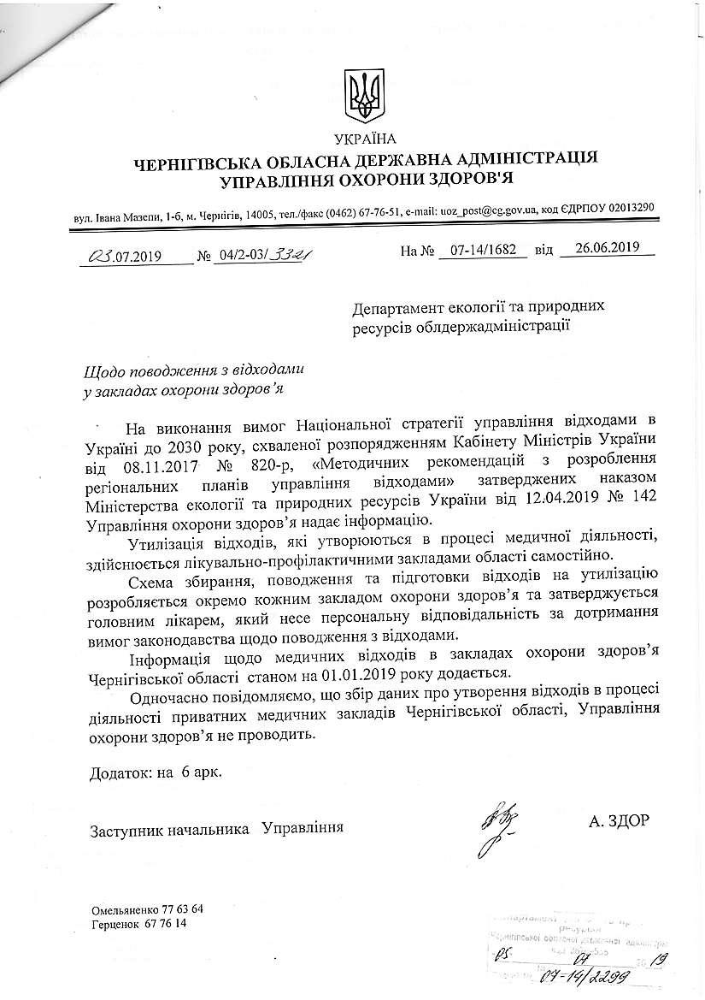 УКРАЇНА
ЧЕРНІГІВСЬКА ОБЛАСНА ДЕРЖАВНА АДМІНІСТРАЦІЯ
УПРАВЛІННЯ ОХОРОНИ ЗДОРОВ'Я
вул. Івана Мазепи, 1-б, м. Чернігів, 14005, тел./факс (0462) 67-76-51, e-mail: uoz_post@cg.gov.ua, код ЄДРПОУ 02013290
03.07.2019 № 04/2-03/3321 На № 07-14/1682 від 26.06.2019
Департамент екології та природних
ресурсів облдержадміністрації
Щодо поводження з відходами
у закладах охорони здоров’я
На виконання вимог Національної стратегії управління відходами в
Україні до 2030 року, схваленої розпорядженням Кабінету Міністрів України
від 08.11.2017 № 820-р, «Методичних рекомендацій з розроблення
регіональних планів управління відходами» затверджених наказом
Міністерства екології та природних ресурсів України від 12.04.2019 № 142
Управління охорони здоров’я надає інформацію.
Утилізація відходів, які утворюються в процесі медичної діяльності,
здійснюється лікувально-профілактичними закладами області самостійно.
Схема збирання, поводження та підготовки відходів на утилізацію
розробляється окремо кожним закладом охорони здоров’я та затверджується
головним лікарем, який несе персональну відповідальність за дотримання
вимог законодавства щодо поводження з відходами.
Інформація щодо медичних відходів в закладах охорони здоров’я
Чернігівської області станом на 01.01.2019 року додається.
Одночасно повідомляємо, що збір даних про утворення відходів в процесі
діяльності приватних медичних закладів Чернігівської області, Управління
охорони здоров’я не проводить.
Додаток: на 6 арк.
Заступник начальника Управління А. ЗДОР
Омельяненко 77 63 64
Герценок 67 76 14
Чернігівської обласної державної
05 07 19
07-14/2299